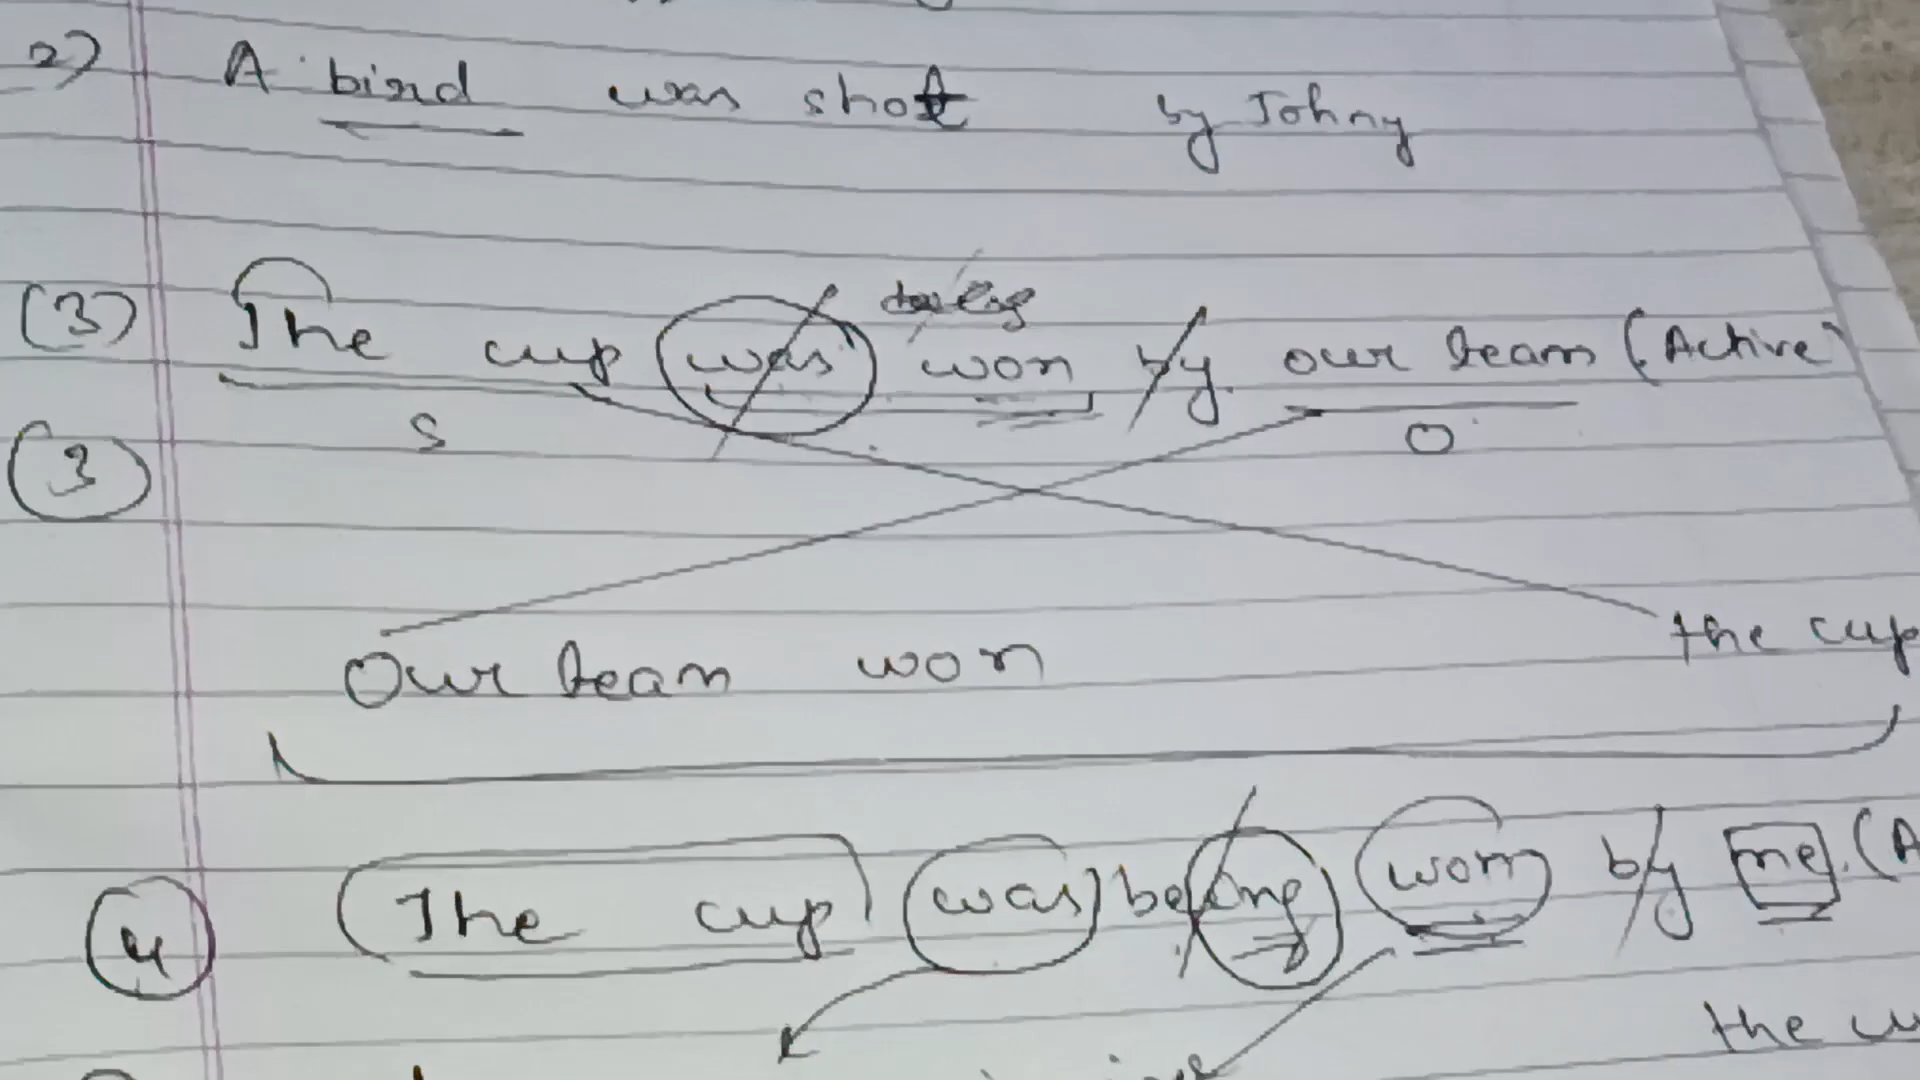 2) A bird was shot by Johny
(3) The cup was won by our team (Active
S O
(3)
Our team won the cup
(4) The cup was being won by me. (A
the